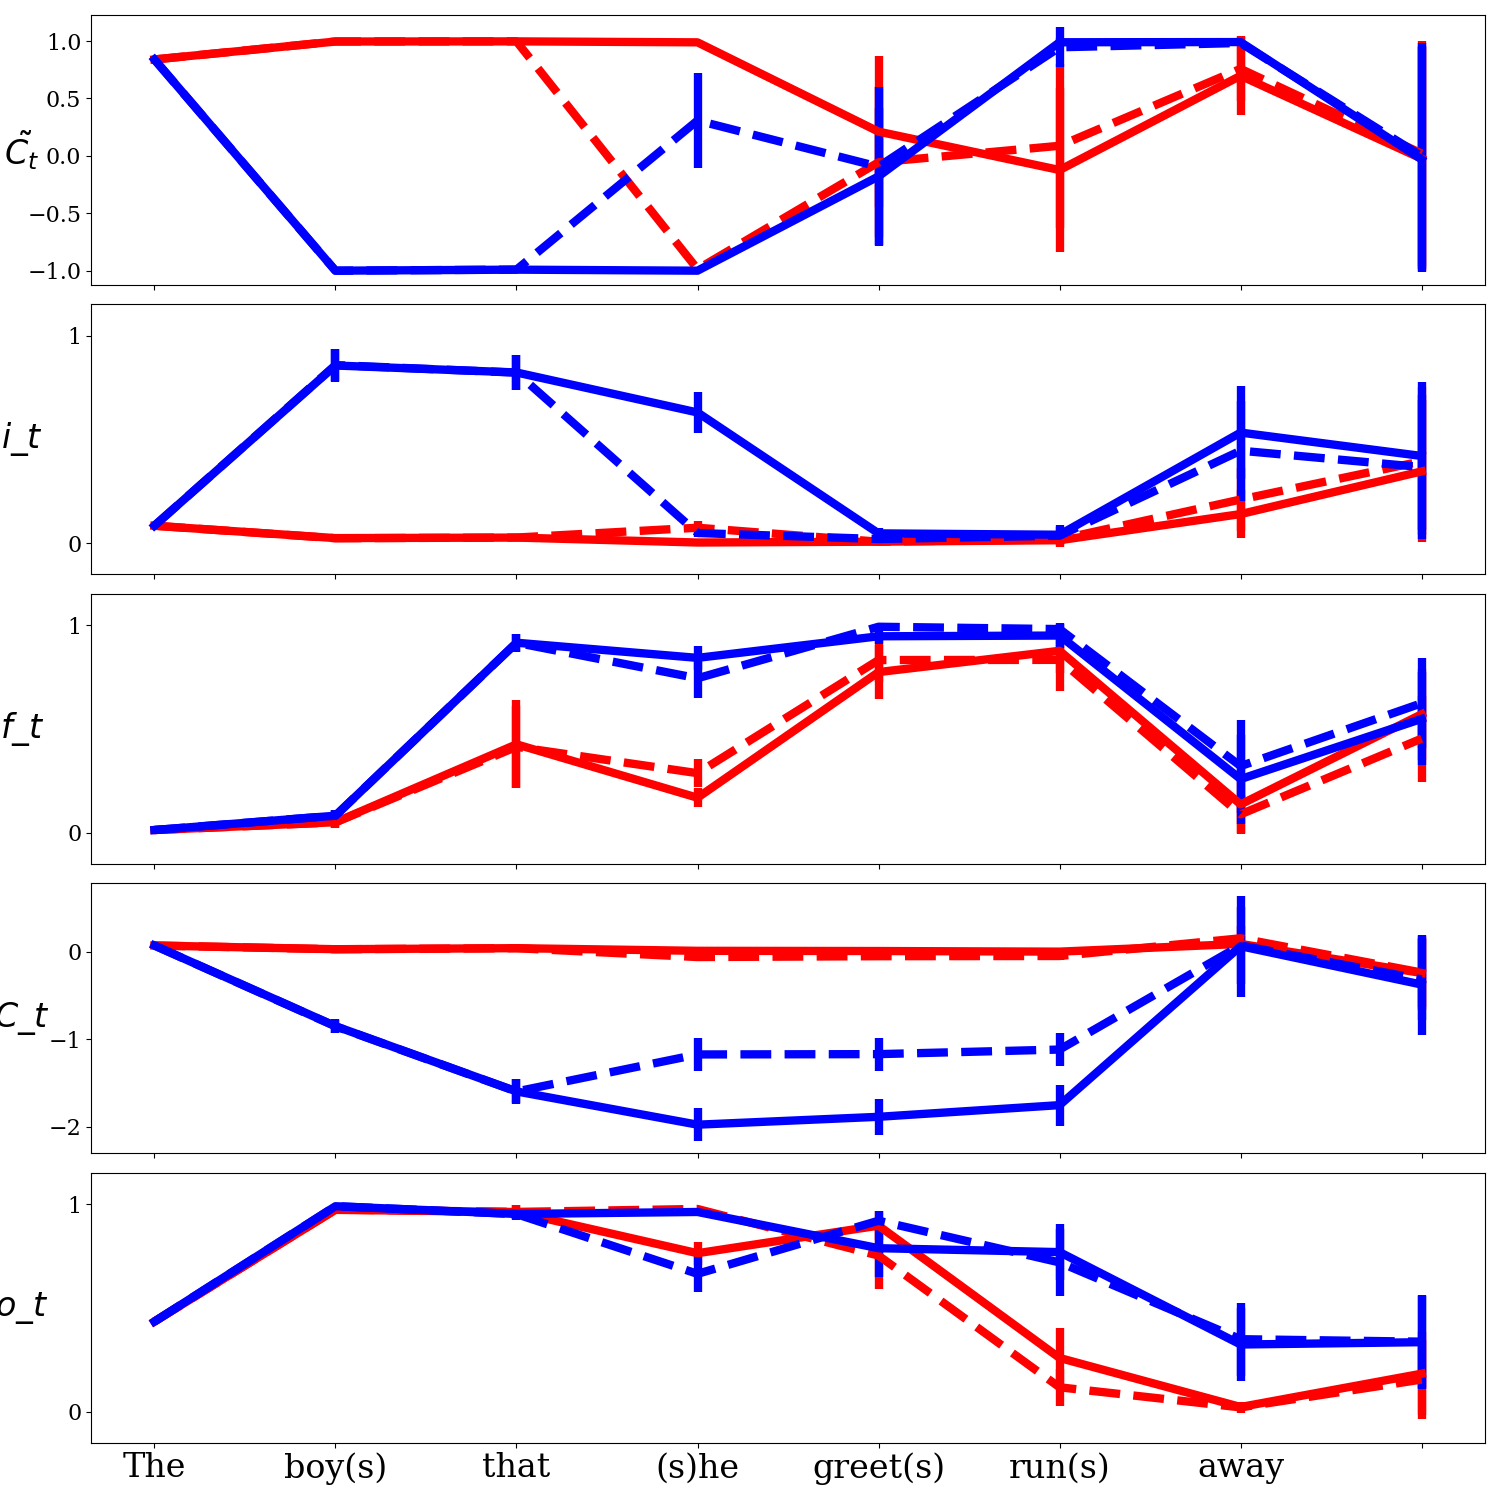 1.0
0.5
C̃_t
0.0
−0.5
−1.0
1
i_t
0
1
f_t
0
0
C_t
−1
−2
1
o_t
0
The boy(s) that (s)he greet(s) run(s) away